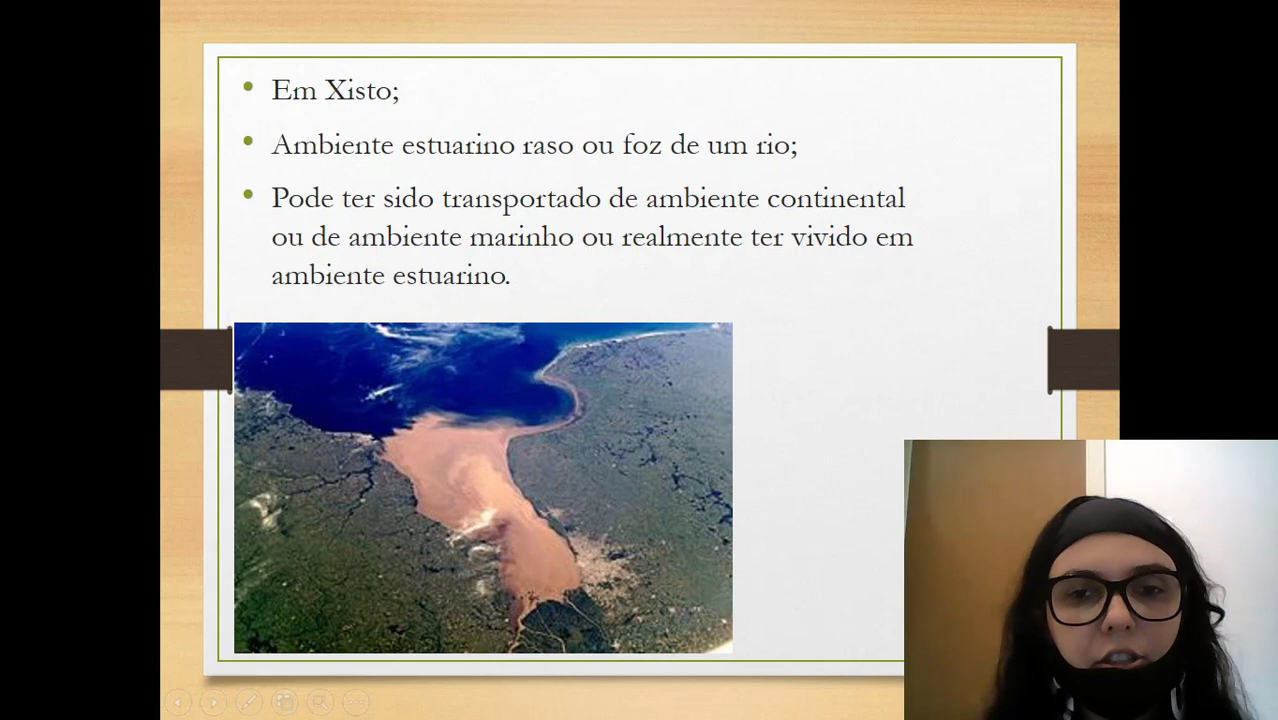 Em Xisto;
Ambiente estuarino raso ou foz de um rio;
Pode ter sido transportado de ambiente continental
ou de ambiente marinho ou realmente ter vivido em
ambiente estuarino.